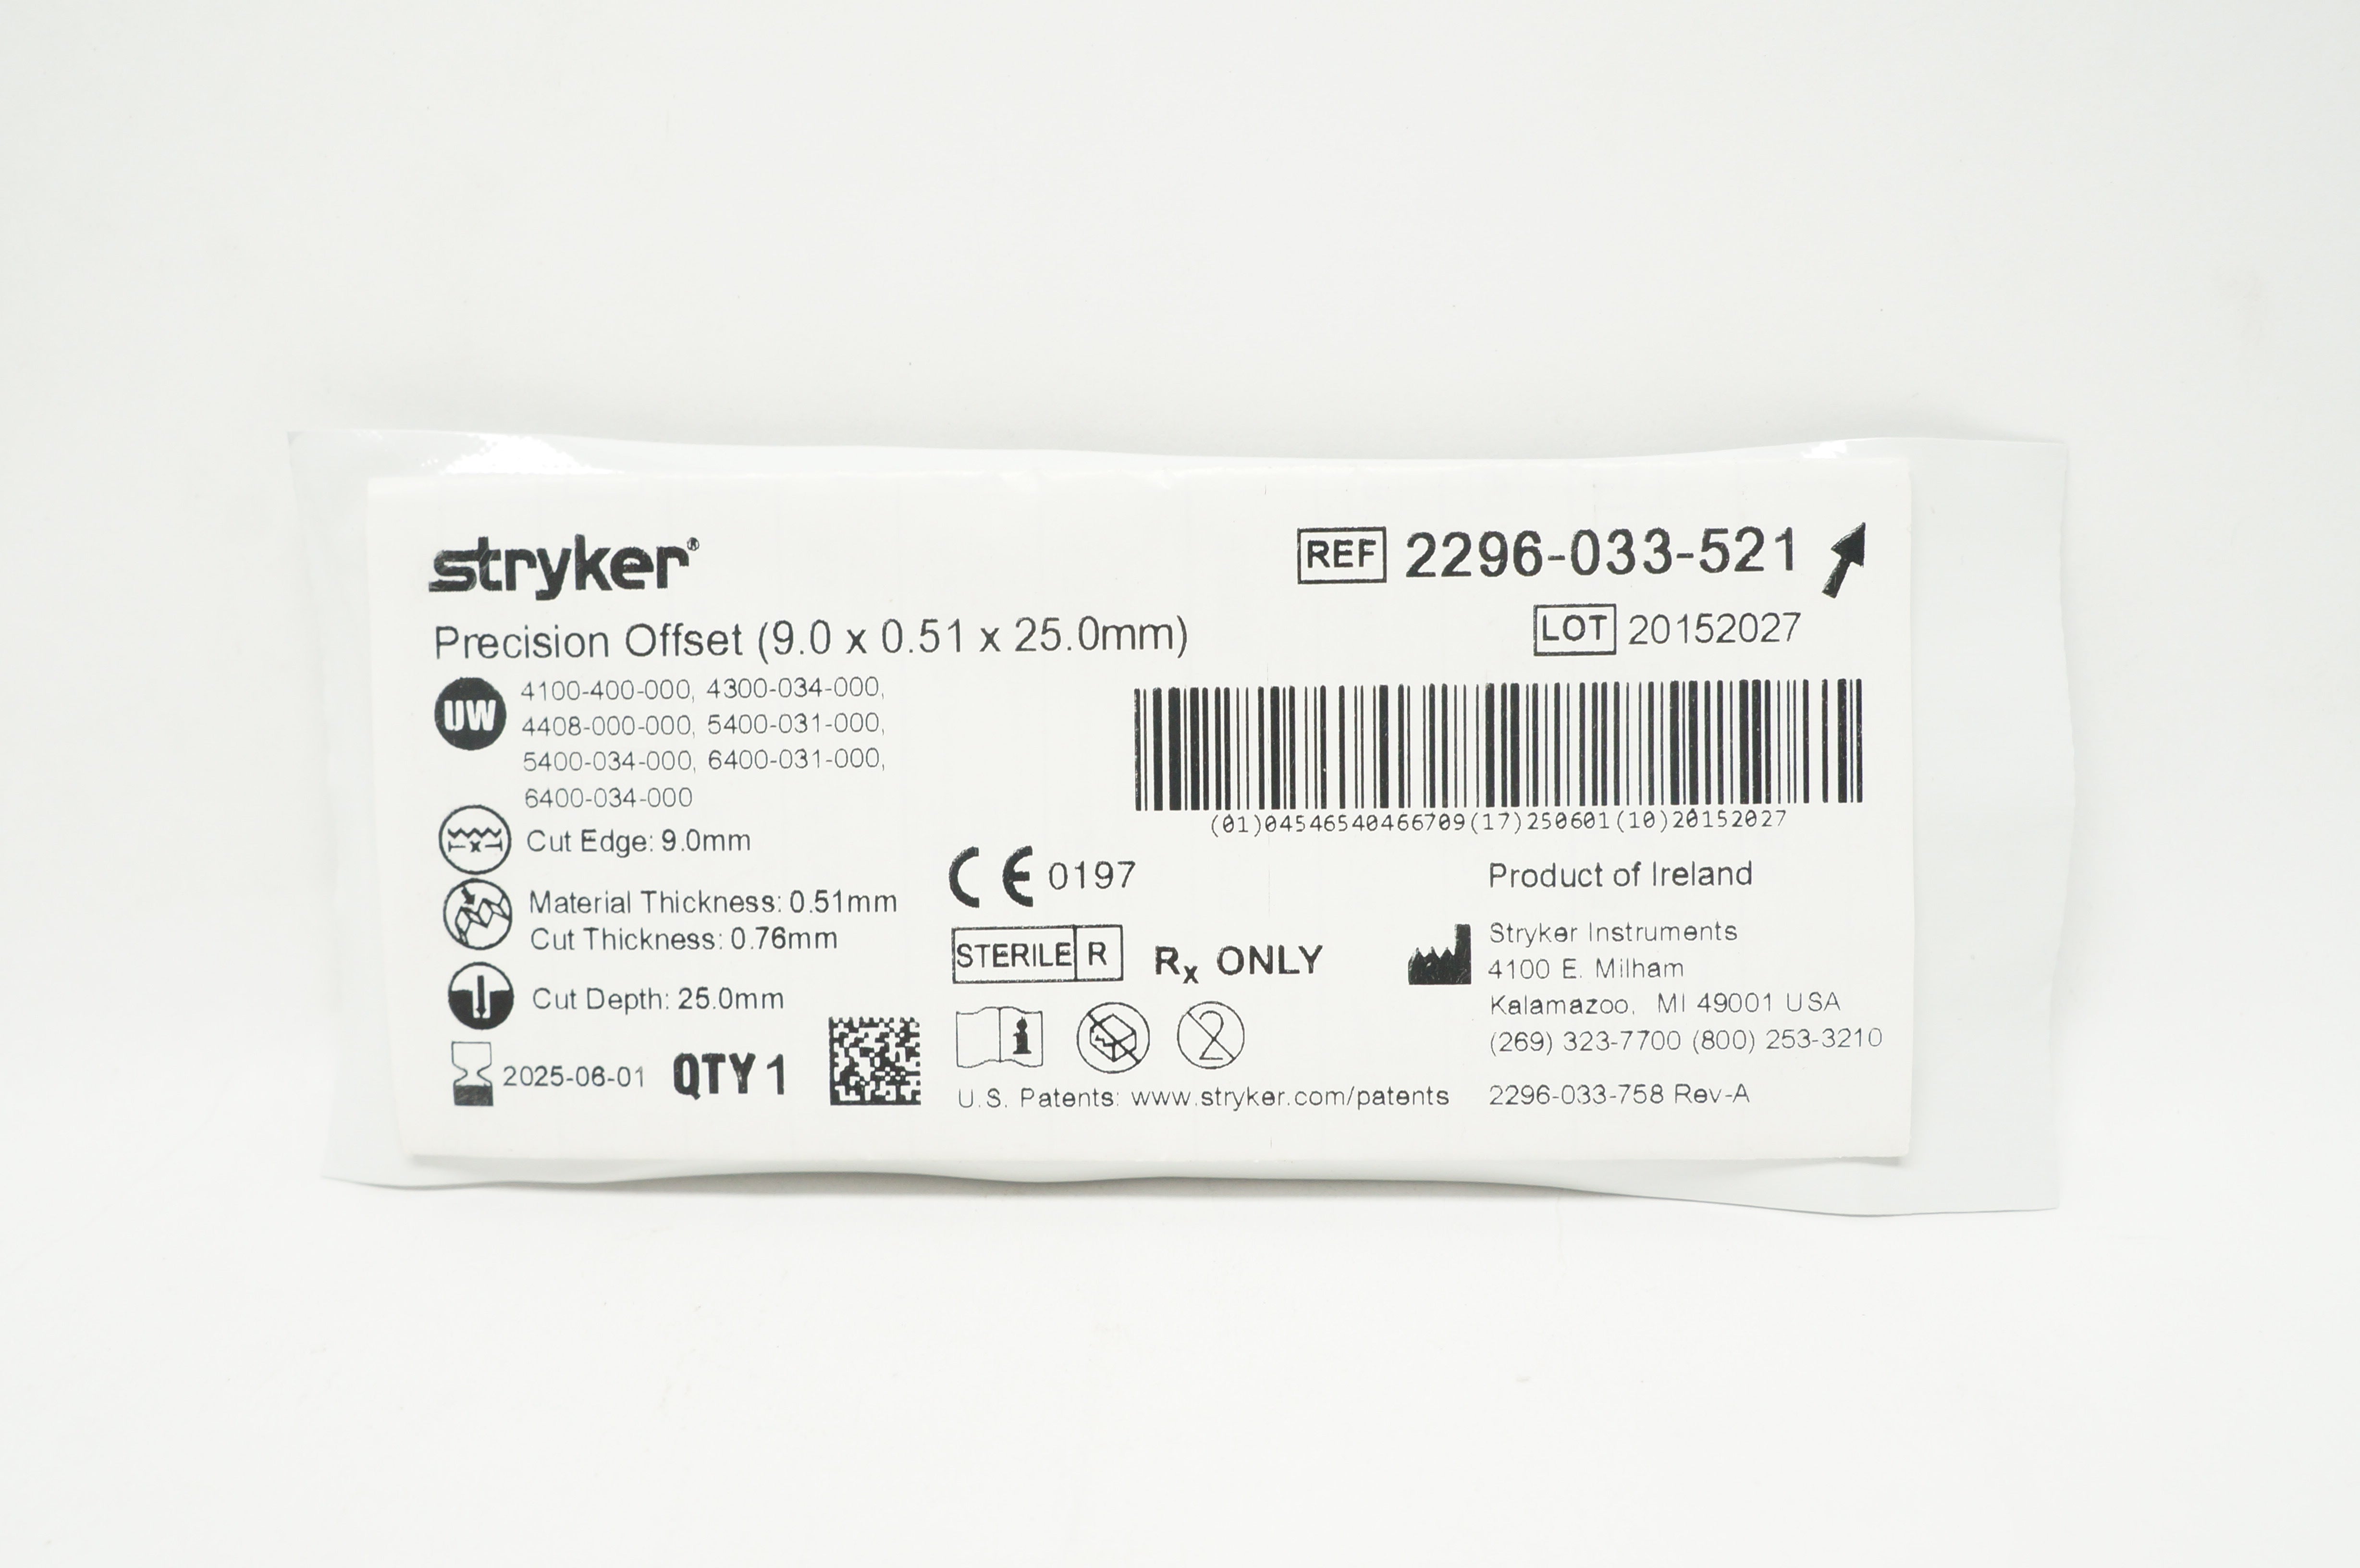 stryker®
REF 2296-033-521
LOT 20152027
Precision Offset (9.0 x 0.51 x 25.0mm)
UW 4100-400-000, 4300-034-000,
4408-000-000, 5400-031-000,
5400-034-000, 6400-031-000,
6400-034-000
Cut Edge: 9.0mm
Material Thickness: 0.51mm
Cut Thickness: 0.76mm
Cut Depth: 25.0mm
2025-06-01 QTY 1
(01)04546540466709(17)250601(10)20152027
CE 0197
STERILE R Rx ONLY
i 2
U.S. Patents: www.stryker.com/patents
Product of Ireland
Stryker Instruments
4100 E. Milham
Kalamazoo, MI 49001 USA
(269) 323-7700 (800) 253-3210
2296-033-758 Rev-A